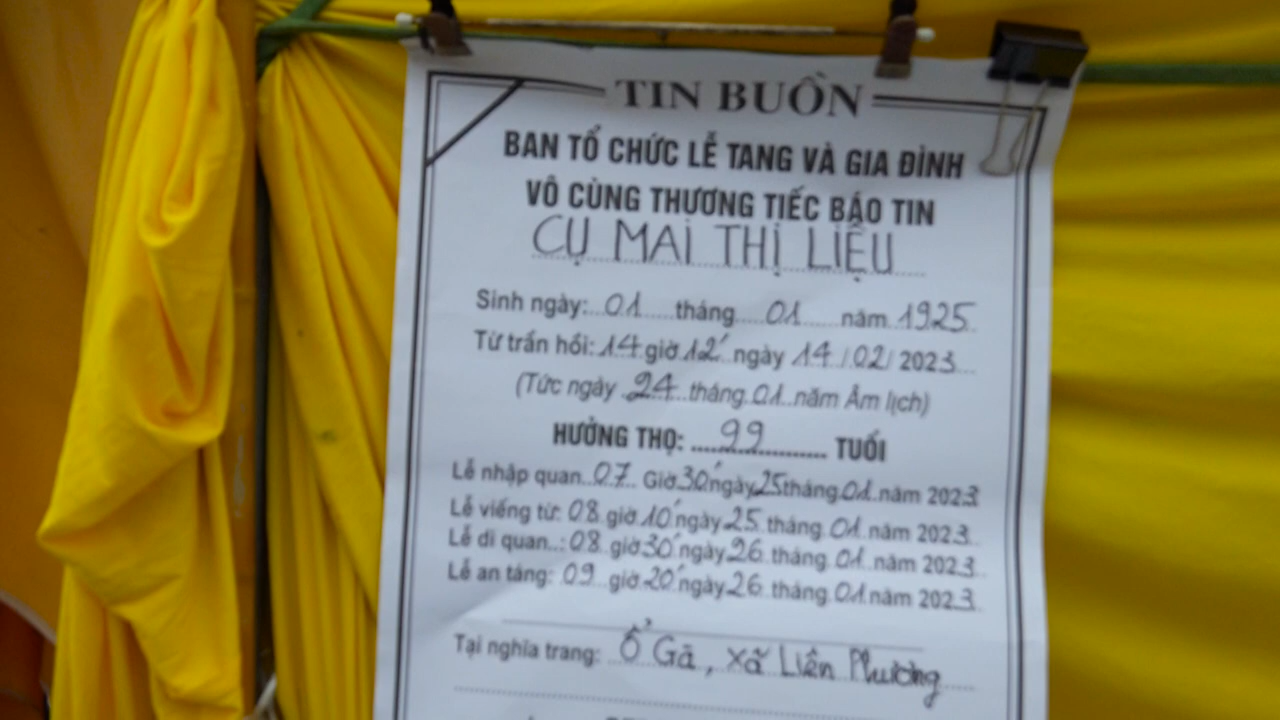 TIN BUỒN
BAN TỔ CHỨC LỄ TANG VÀ GIA ĐÌNH
VÔ CÙNG THƯƠNG TIẾC BÁO TIN
CỤ MAI THỊ LIỆU
Sinh ngày: 01 tháng 01 năm 1925
Từ trần hồi: 14 giờ 12' ngày 14 / 02 / 2023
(Tức ngày 24 tháng 01 năm Âm lịch)
HƯỞNG THỌ: 99 TUỔI
Lễ nhập quan 07 Giờ 30' ngày 25 tháng 01 năm 2023
Lễ viếng từ: 08 giờ 10' ngày 25 tháng 01 năm 2023
Lễ di quan..: 08 giờ 30' ngày 26 tháng 01 năm 2023
Lễ an táng: 09 giờ 20' ngày 26 tháng 01 năm 2023
Tại nghĩa trang: Ổ Gà, xã Liên Phương